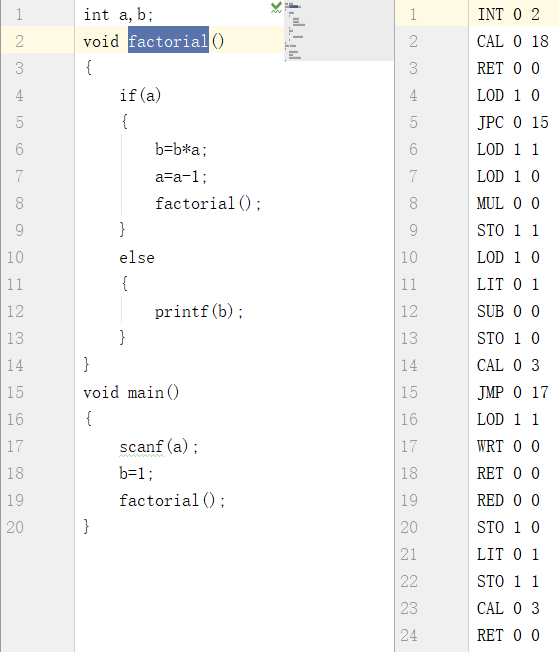 1 int a,b;
2 void factorial()
3 {
4 if(a)
5 {
6 b=b*a;
7 a=a-1;
8 factorial();
9 }
10 else
11 {
12 printf(b);
13 }
14 }
15 void main()
16 {
17 scanf(a);
18 b=1;
19 factorial();
20 }
1 INT 0 2
2 CAL 0 18
3 RET 0 0
4 LOD 1 0
5 JPC 0 15
6 LOD 1 1
7 LOD 1 0
8 MUL 0 0
9 STO 1 1
10 LOD 1 0
11 LIT 0 1
12 SUB 0 0
13 STO 1 0
14 CAL 0 3
15 JMP 0 17
16 LOD 1 1
17 WRT 0 0
18 RET 0 0
19 RED 0 0
20 STO 1 0
21 LIT 0 1
22 STO 1 1
23 CAL 0 3
24 RET 0 0